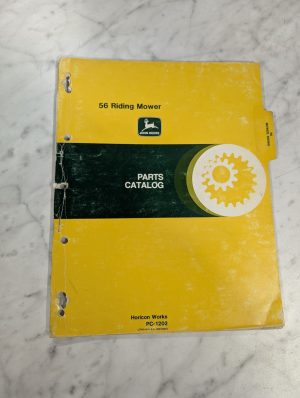 56 Riding Mower
JOHN DEERE
PARTS
CATALOG
Horicon Works
PC-1202